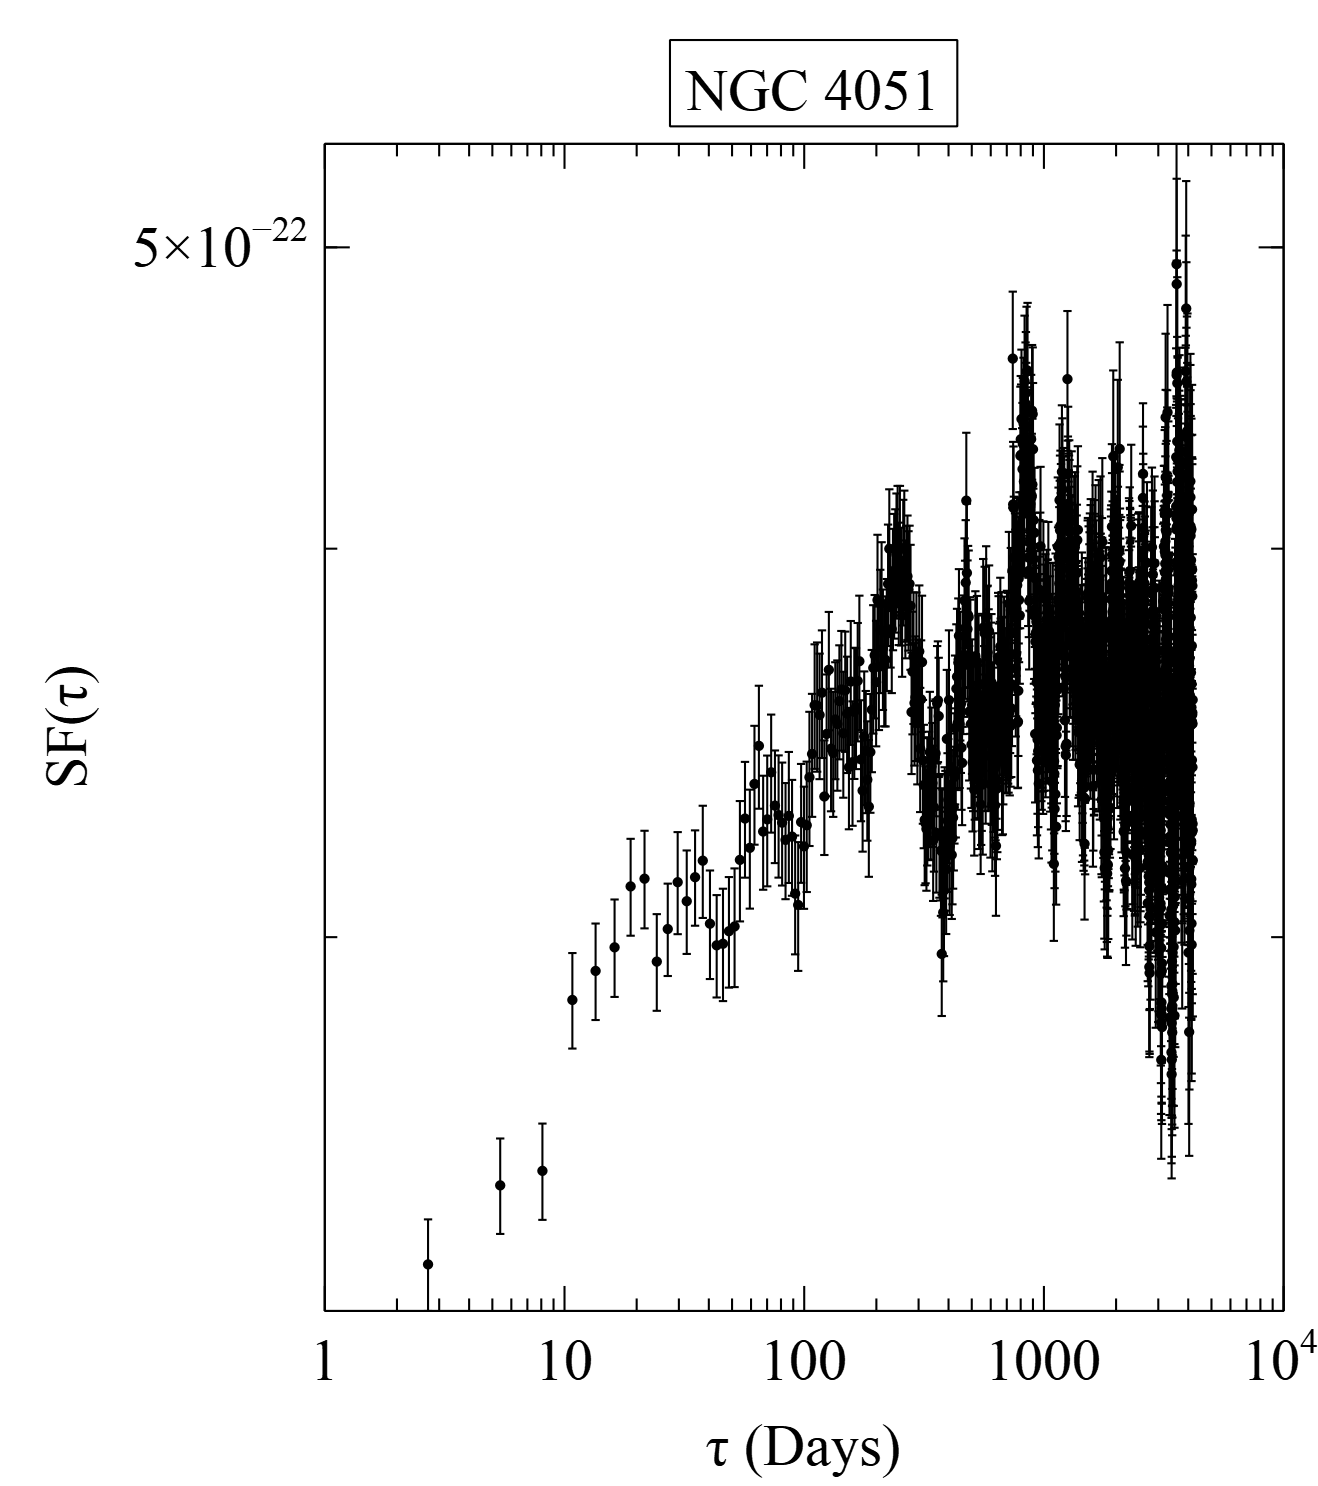 NGC 4051
5×10⁻²²
SF(τ)
1 10 100 1000 10⁴
τ (Days)